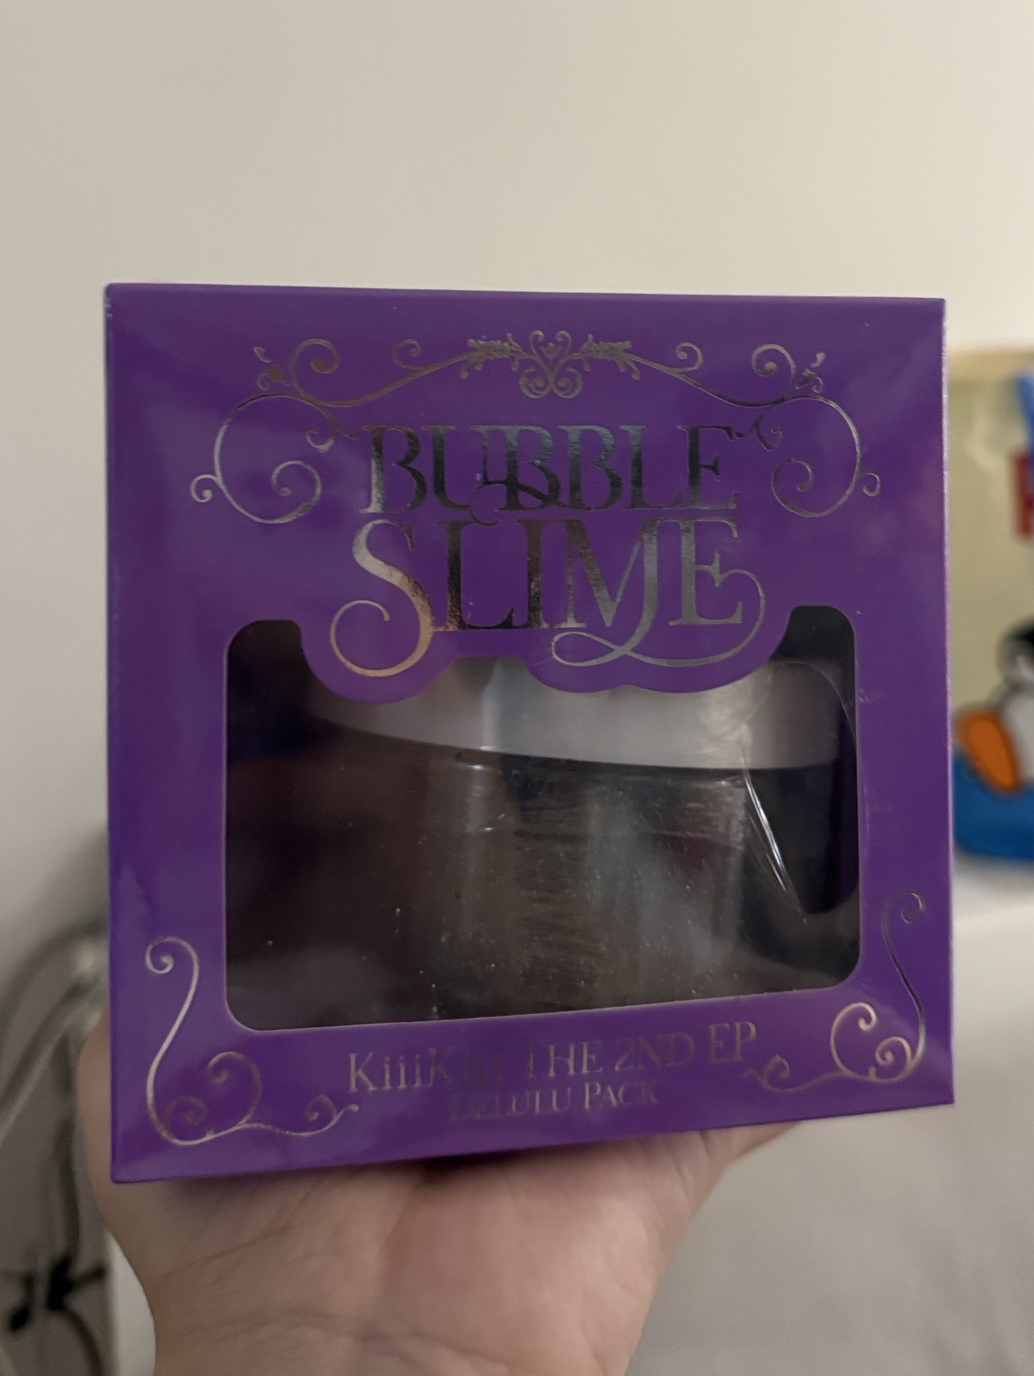 BUBBLE
SLIME
KiiiKiii THE 2ND EP
DELULU PACK